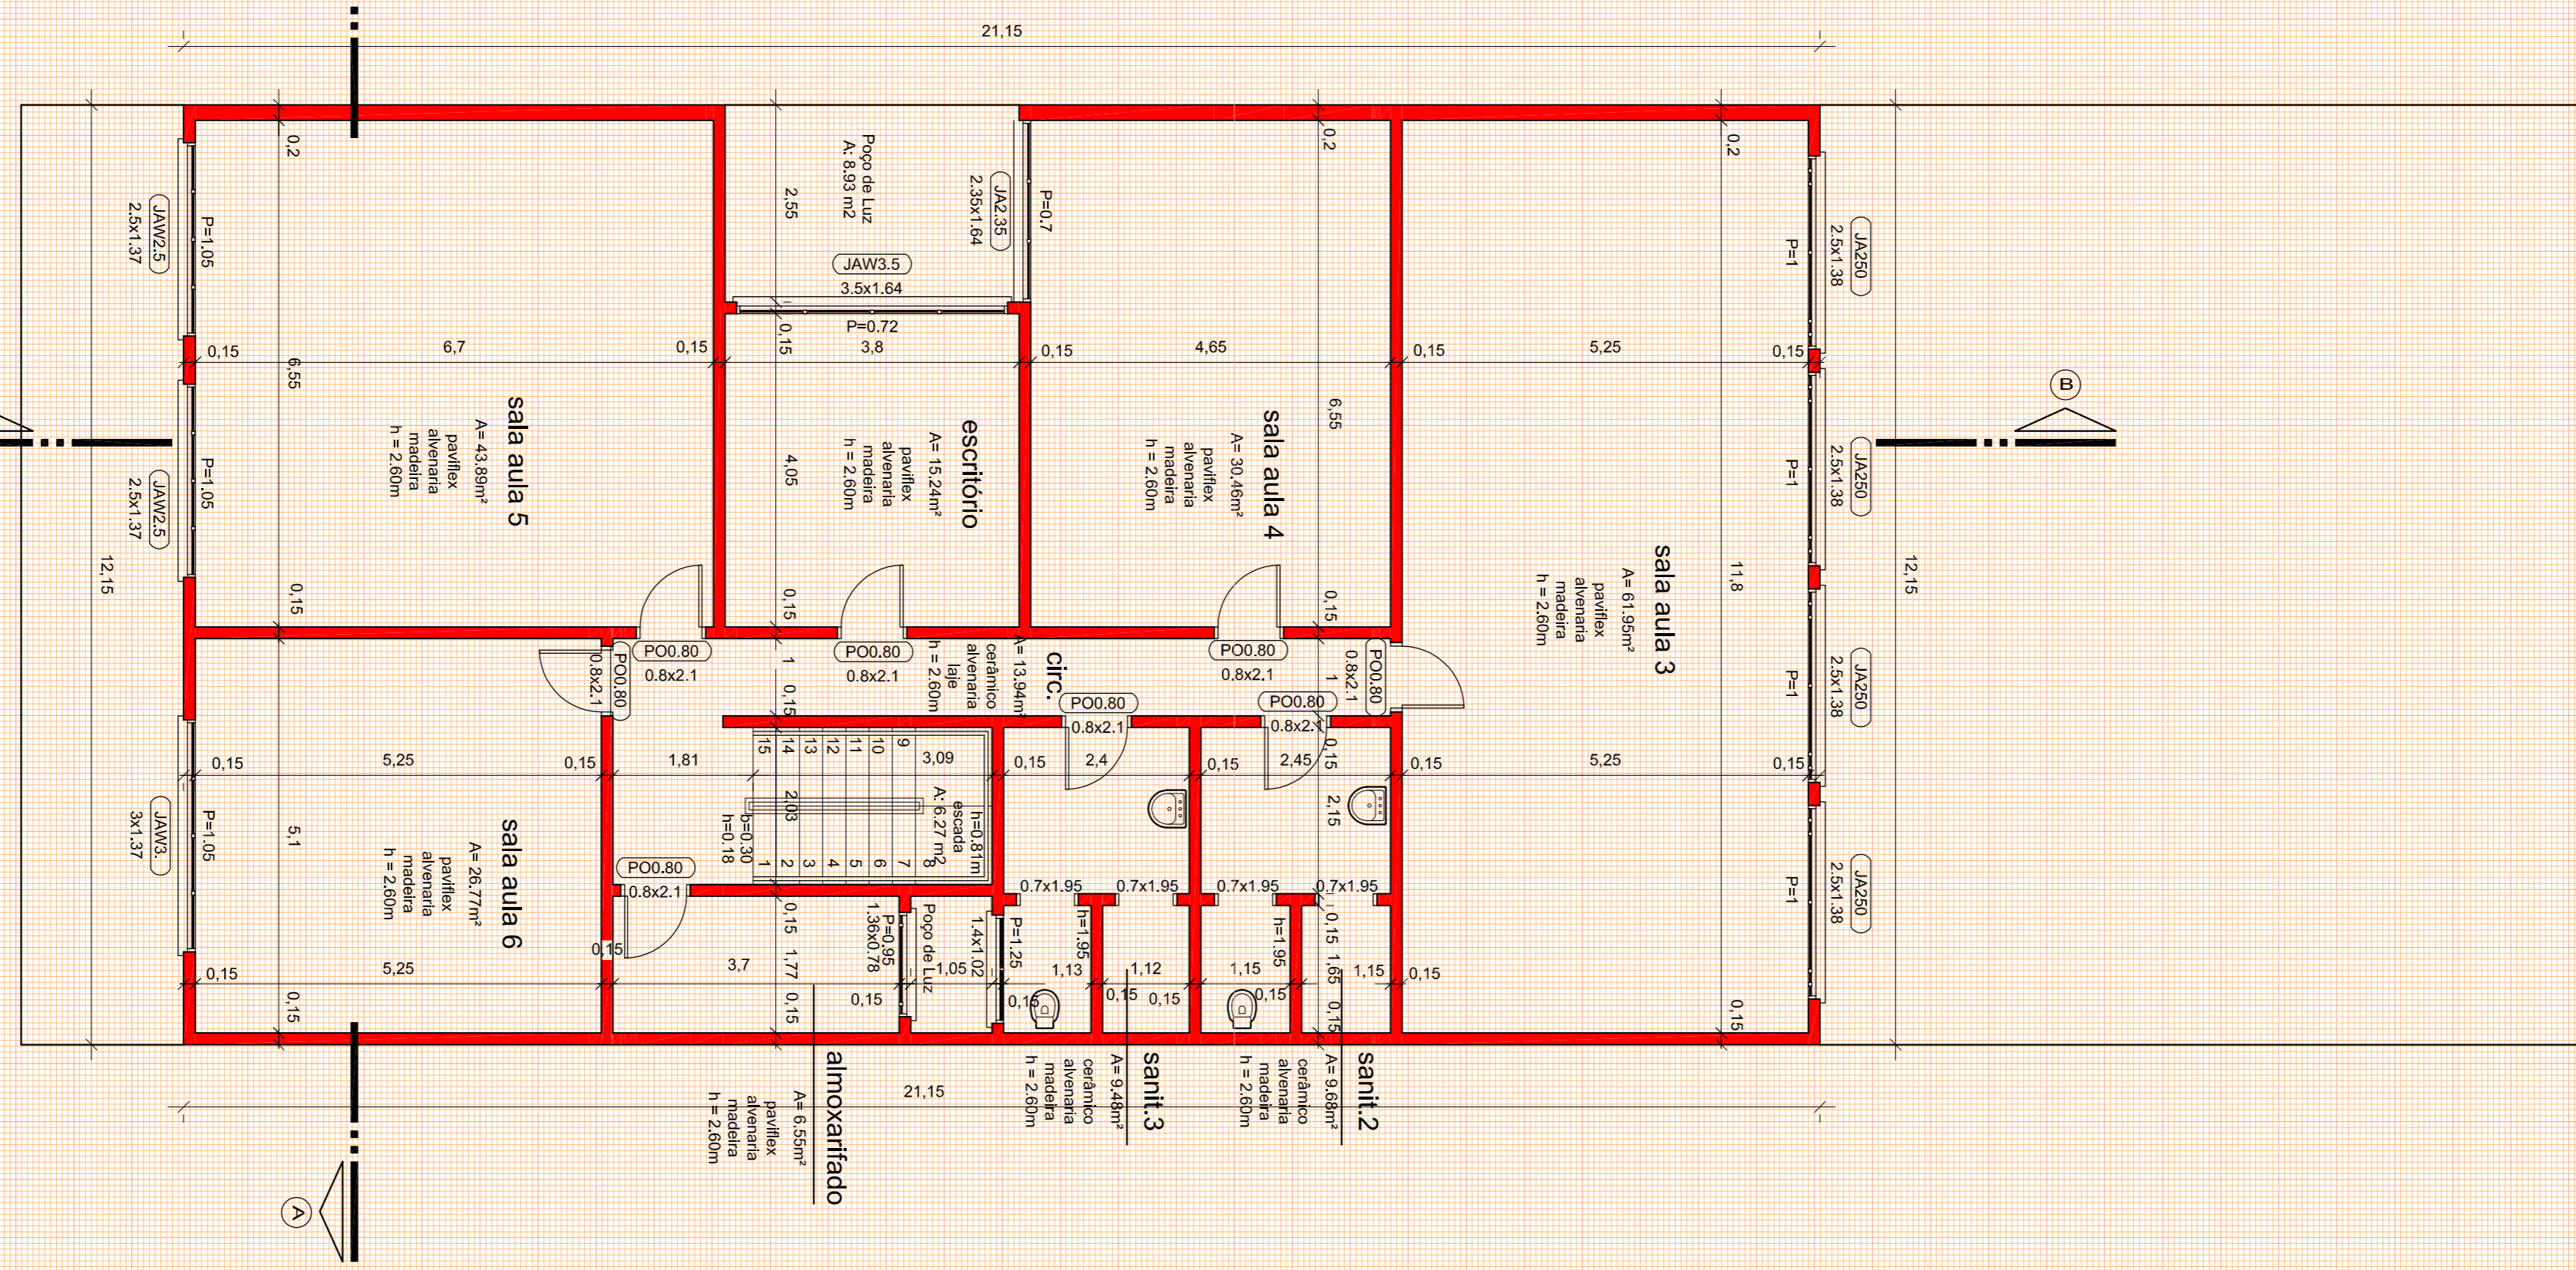 21,15
0,2
0,2
0,2
Poço de Luz
A: 8.93 m2
2,55
JA2.35
2.35x1.64
P=0.7
JAW3.5
3.5x1.64
P=0.72
JAW2.5
2.5x1.37
P=1.05
JA250
2.5x1.38
P=1
0,15
6,7
0,15
0,15
3,8
0,15
4,65
0,15
5,25
0,15
6,55
6,55
B
sala aula 5
A= 43.89m²
paviflex
alvenaria
madeira
h = 2.60m
escritório
A= 15.24m²
paviflex
alvenaria
madeira
h = 2.60m
4,05
sala aula 4
A= 30.46m²
paviflex
alvenaria
madeira
h = 2.60m
JAW2.5
2.5x1.37
P=1.05
JA250
2.5x1.38
P=1
12,15
11,8
12,15
sala aula 3
A= 61.95m²
paviflex
alvenaria
madeira
h = 2.60m
0,15
0,15
0,15
PO0.80
0.8x2.1
PO0.80
0.8x2.1
PO0.80
0.8x2.1
PO0.80
0.8x2.1
PO0.80
0.8x2.1
1
0,15
circ.
A= 13.94m²
cerâmico
alvenaria
laje
h = 2.60m
1
PO0.80
0.8x2.1
PO0.80
0.8x2.1
JA250
2.5x1.38
P=1
0,15
5,25
0,15
1,81
15
14
13
12
11
10
9
3,09
0,15
2,4
0,15
2,45
0,15
0,15
5,25
0,15
2,03
escada
A: 6.27 m2
h=0.81m
b=0.30
h=0.18
1
2
3
4
5
6
7
8
2,15
JAW3.
3x1.37
P=1.05
5,1
sala aula 6
A= 26.77m²
paviflex
alvenaria
madeira
h = 2.60m
PO0.80
0.8x2.1
0.7x1.95
0.7x1.95
0.7x1.95
0.7x1.95
JA250
2.5x1.38
P=1
0,15
1,77
0,15
P=0.95
1.36x0.78
Poço de Luz
1.4x1.02
P=1.25
h=1.95
h=1.95
0,15
1,65
0,15
0,15
5,25
0,15
3,7
0,15
1,05
0,15
1,13
0,15
1,12
0,15
1,15
0,15
1,15
0,15
0,15
0,15
almoxarifado
A= 6.55m²
paviflex
alvenaria
madeira
h = 2.60m
21,15
sanit.3
A= 9.48m²
cerâmico
alvenaria
madeira
h = 2.60m
sanit.2
A= 9.68m²
cerâmico
alvenaria
madeira
h = 2.60m
A